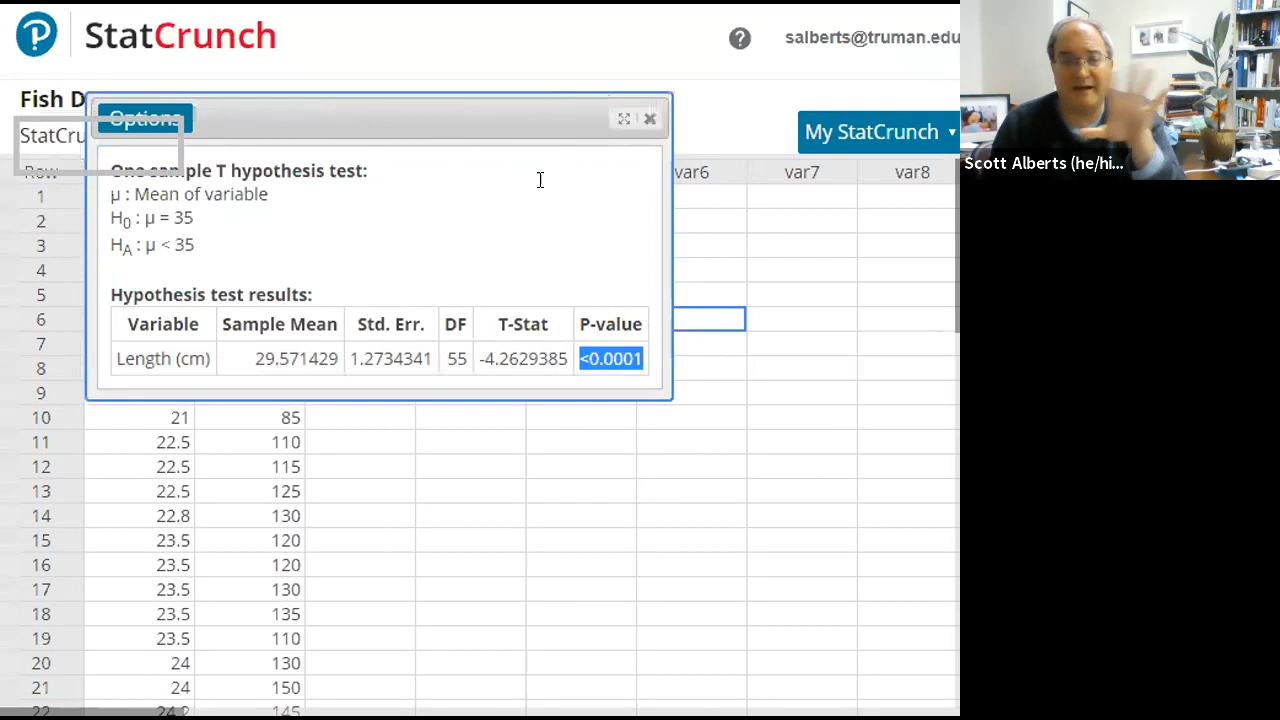 StatCrunch
? salberts@truman.edu
Fish D
Options
StatCru
My StatCrunch
Scott Alberts (he/hi...
One sample T hypothesis test:
μ : Mean of variable
H0 : μ = 35
HA : μ < 35
Hypothesis test results:
Variable Sample Mean Std. Err. DF T-Stat P-value
Length (cm) 29.571429 1.2734341 55 -4.2629385 <0.0001
Row var6 var7 var8
1
2
3
4
5
6
7
8
9
10 21 85
11 22.5 110
12 22.5 115
13 22.5 125
14 22.8 130
15 23.5 120
16 23.5 120
17 23.5 130
18 23.5 135
19 23.5 110
20 24 130
21 24 150
22 24.2 145